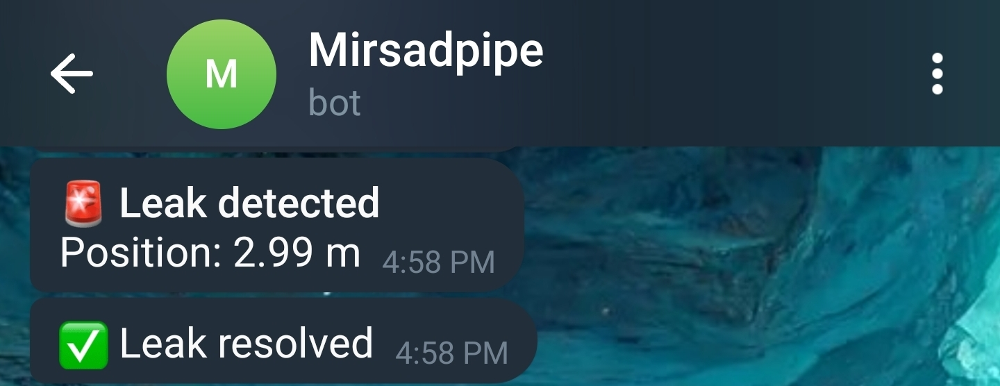 M
Mirsadpipe
bot
🚨 Leak detected
Position: 2.99 m 4:58 PM
✅ Leak resolved 4:58 PM